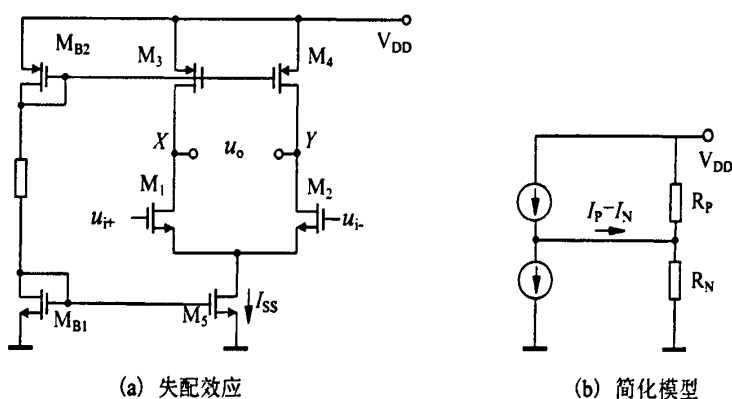 M_B2
M_3
M_4
V_DD
X
u_o
Y
M_1
M_2
u_i+
u_i-
M_B1
M_5
I_SS
(a) 失配效应
V_DD
I_P-I_N
R_P
R_N
(b) 简化模型